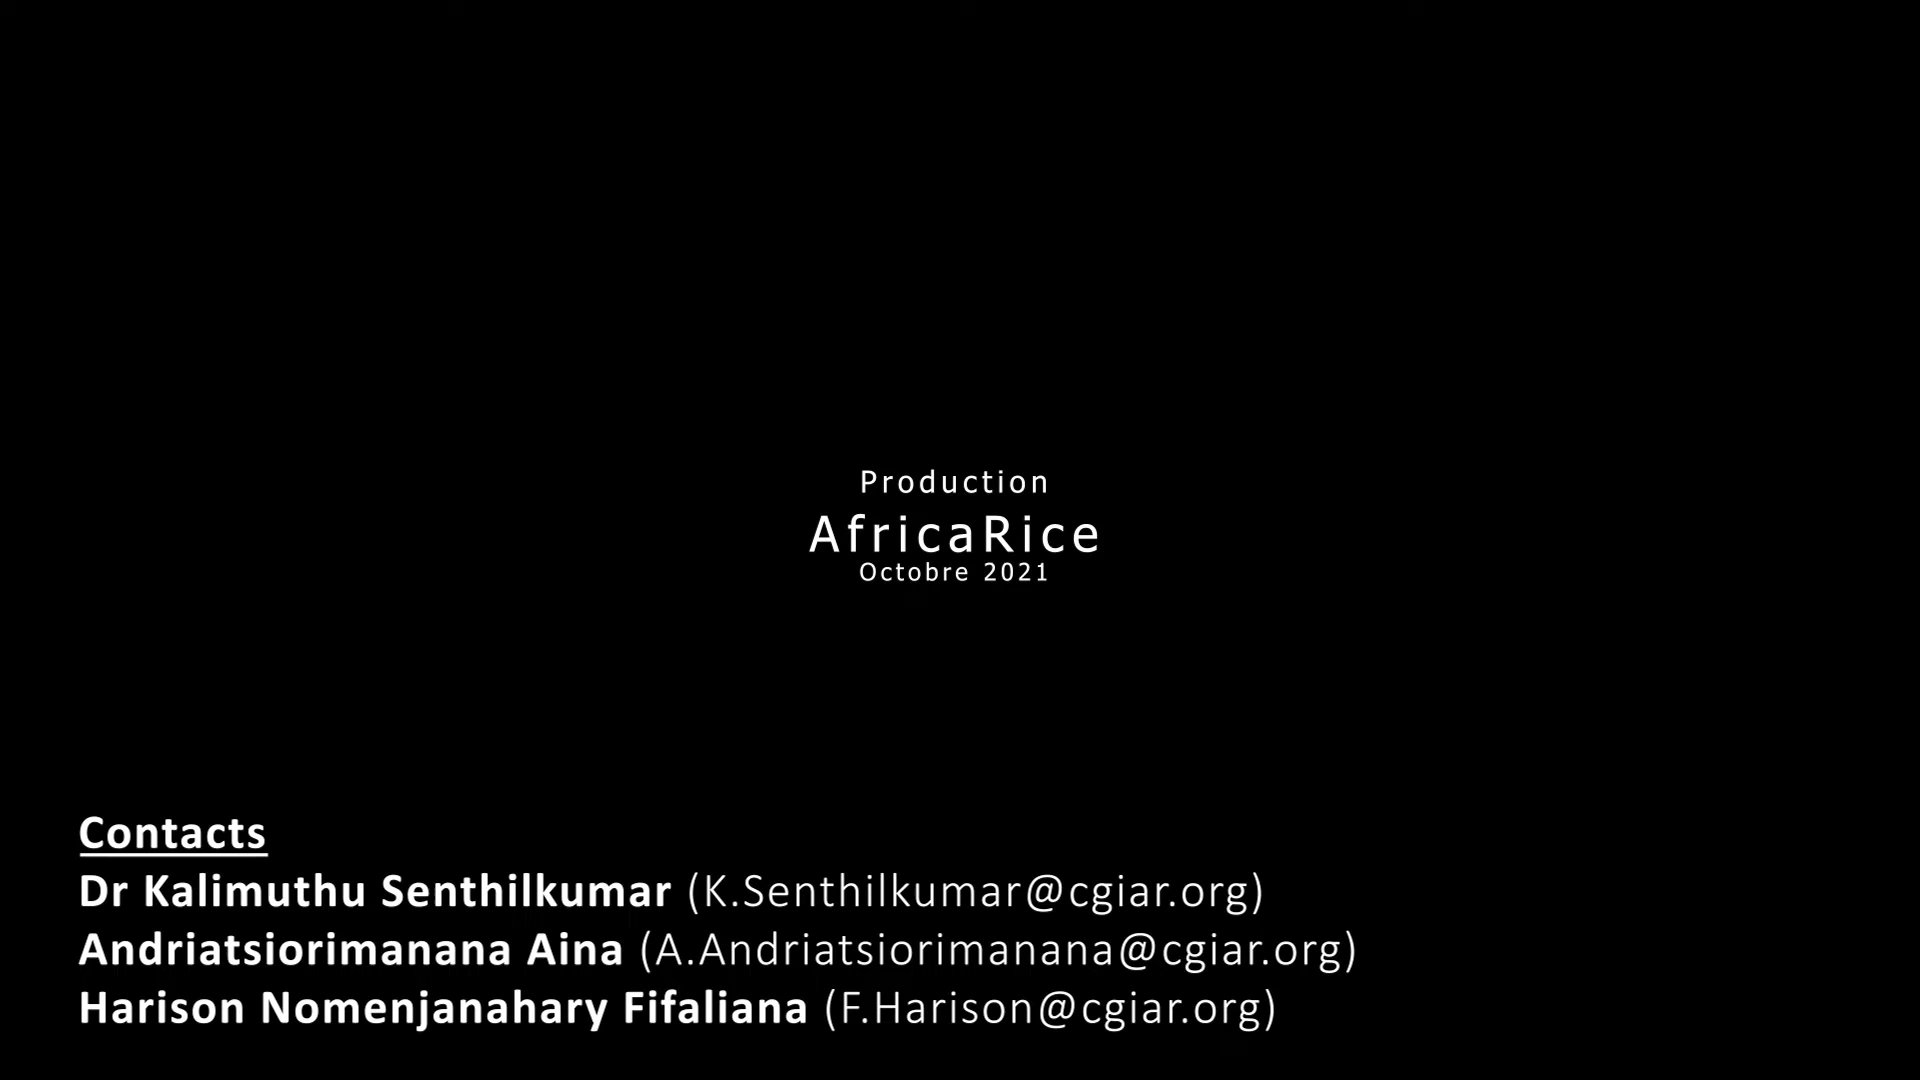 Production
AfricaRice
Octobre 2021
Contacts
Dr Kalimuthu Senthilkumar (K.Senthilkumar@cgiar.org)
Andriatsiorimanana Aina (A.Andriatsiorimanana@cgiar.org)
Harison Nomenjanahary Fifaliana (F.Harison@cgiar.org)